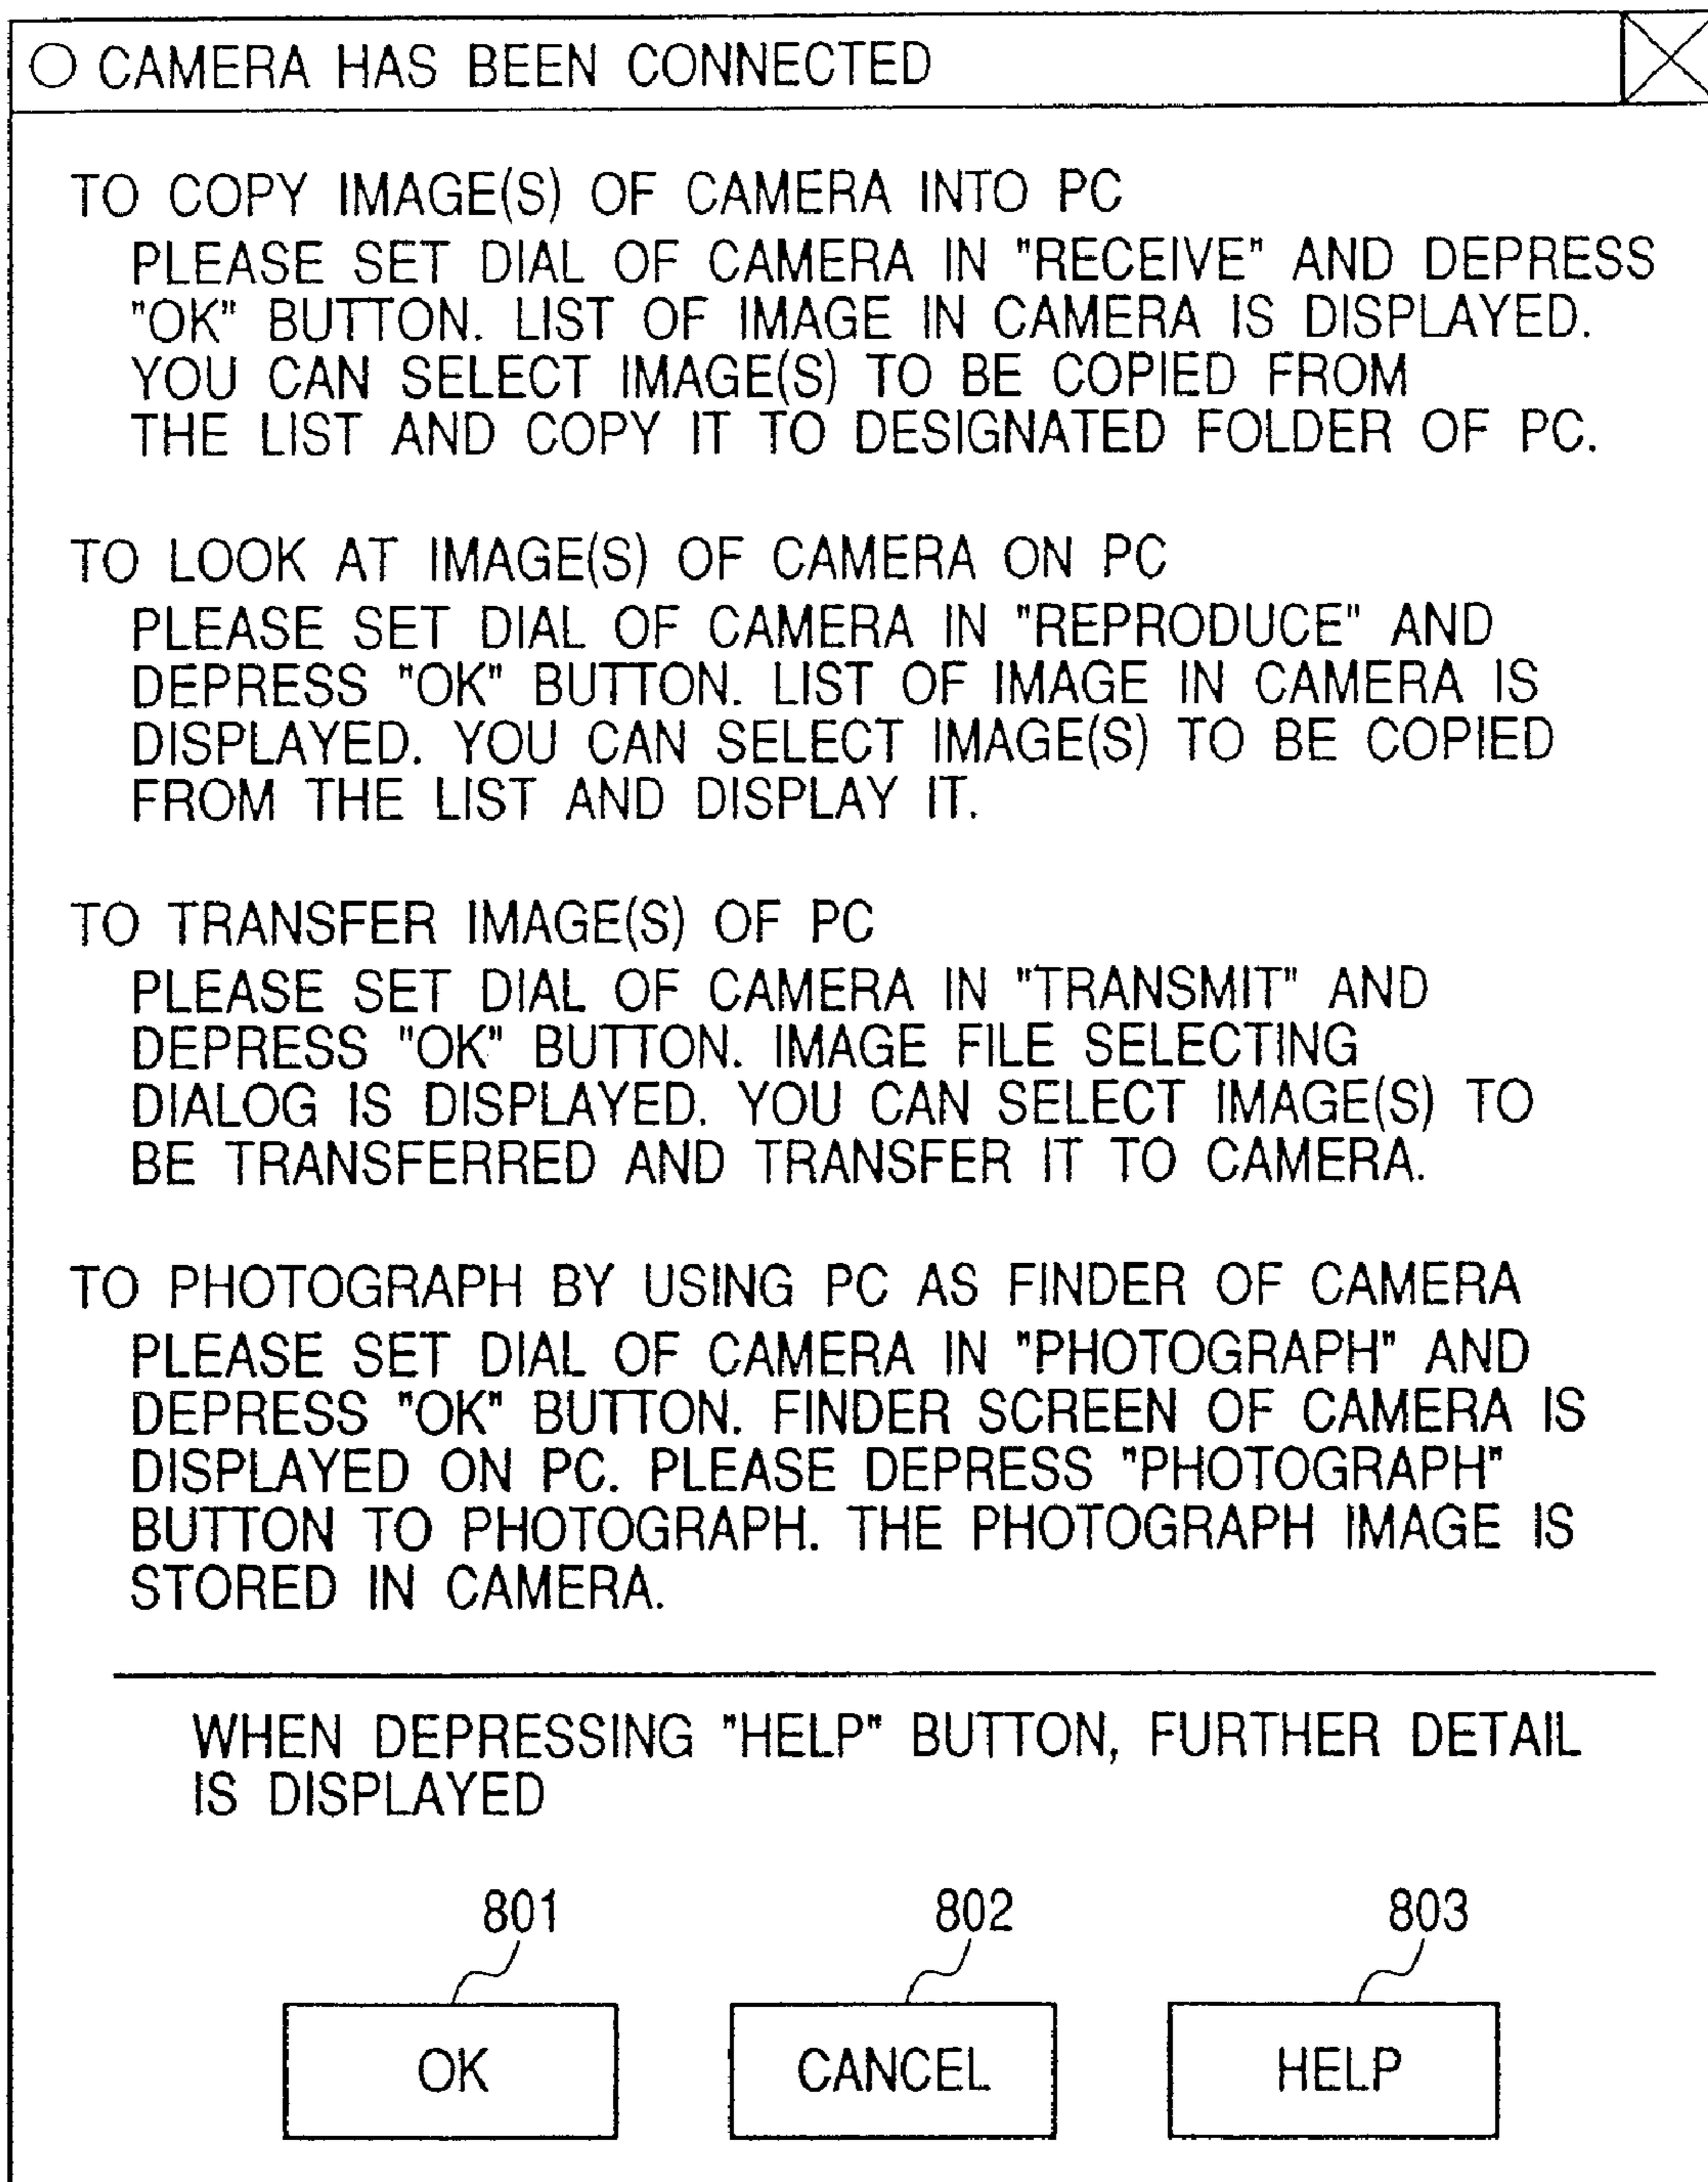 ○ CAMERA HAS BEEN CONNECTED
TO COPY IMAGE(S) OF CAMERA INTO PC
PLEASE SET DIAL OF CAMERA IN "RECEIVE" AND DEPRESS
"OK" BUTTON. LIST OF IMAGE IN CAMERA IS DISPLAYED.
YOU CAN SELECT IMAGE(S) TO BE COPIED FROM
THE LIST AND COPY IT TO DESIGNATED FOLDER OF PC.
TO LOOK AT IMAGE(S) OF CAMERA ON PC
PLEASE SET DIAL OF CAMERA IN "REPRODUCE" AND
DEPRESS "OK" BUTTON. LIST OF IMAGE IN CAMERA IS
DISPLAYED. YOU CAN SELECT IMAGE(S) TO BE COPIED
FROM THE LIST AND DISPLAY IT.
TO TRANSFER IMAGE(S) OF PC
PLEASE SET DIAL OF CAMERA IN "TRANSMIT" AND
DEPRESS "OK" BUTTON. IMAGE FILE SELECTING
DIALOG IS DISPLAYED. YOU CAN SELECT IMAGE(S) TO
BE TRANSFERRED AND TRANSFER IT TO CAMERA.
TO PHOTOGRAPH BY USING PC AS FINDER OF CAMERA
PLEASE SET DIAL OF CAMERA IN "PHOTOGRAPH" AND
DEPRESS "OK" BUTTON. FINDER SCREEN OF CAMERA IS
DISPLAYED ON PC. PLEASE DEPRESS "PHOTOGRAPH"
BUTTON TO PHOTOGRAPH. THE PHOTOGRAPH IMAGE IS
STORED IN CAMERA.
WHEN DEPRESSING "HELP" BUTTON, FURTHER DETAIL
IS DISPLAYED
801 802 803
OK CANCEL HELP